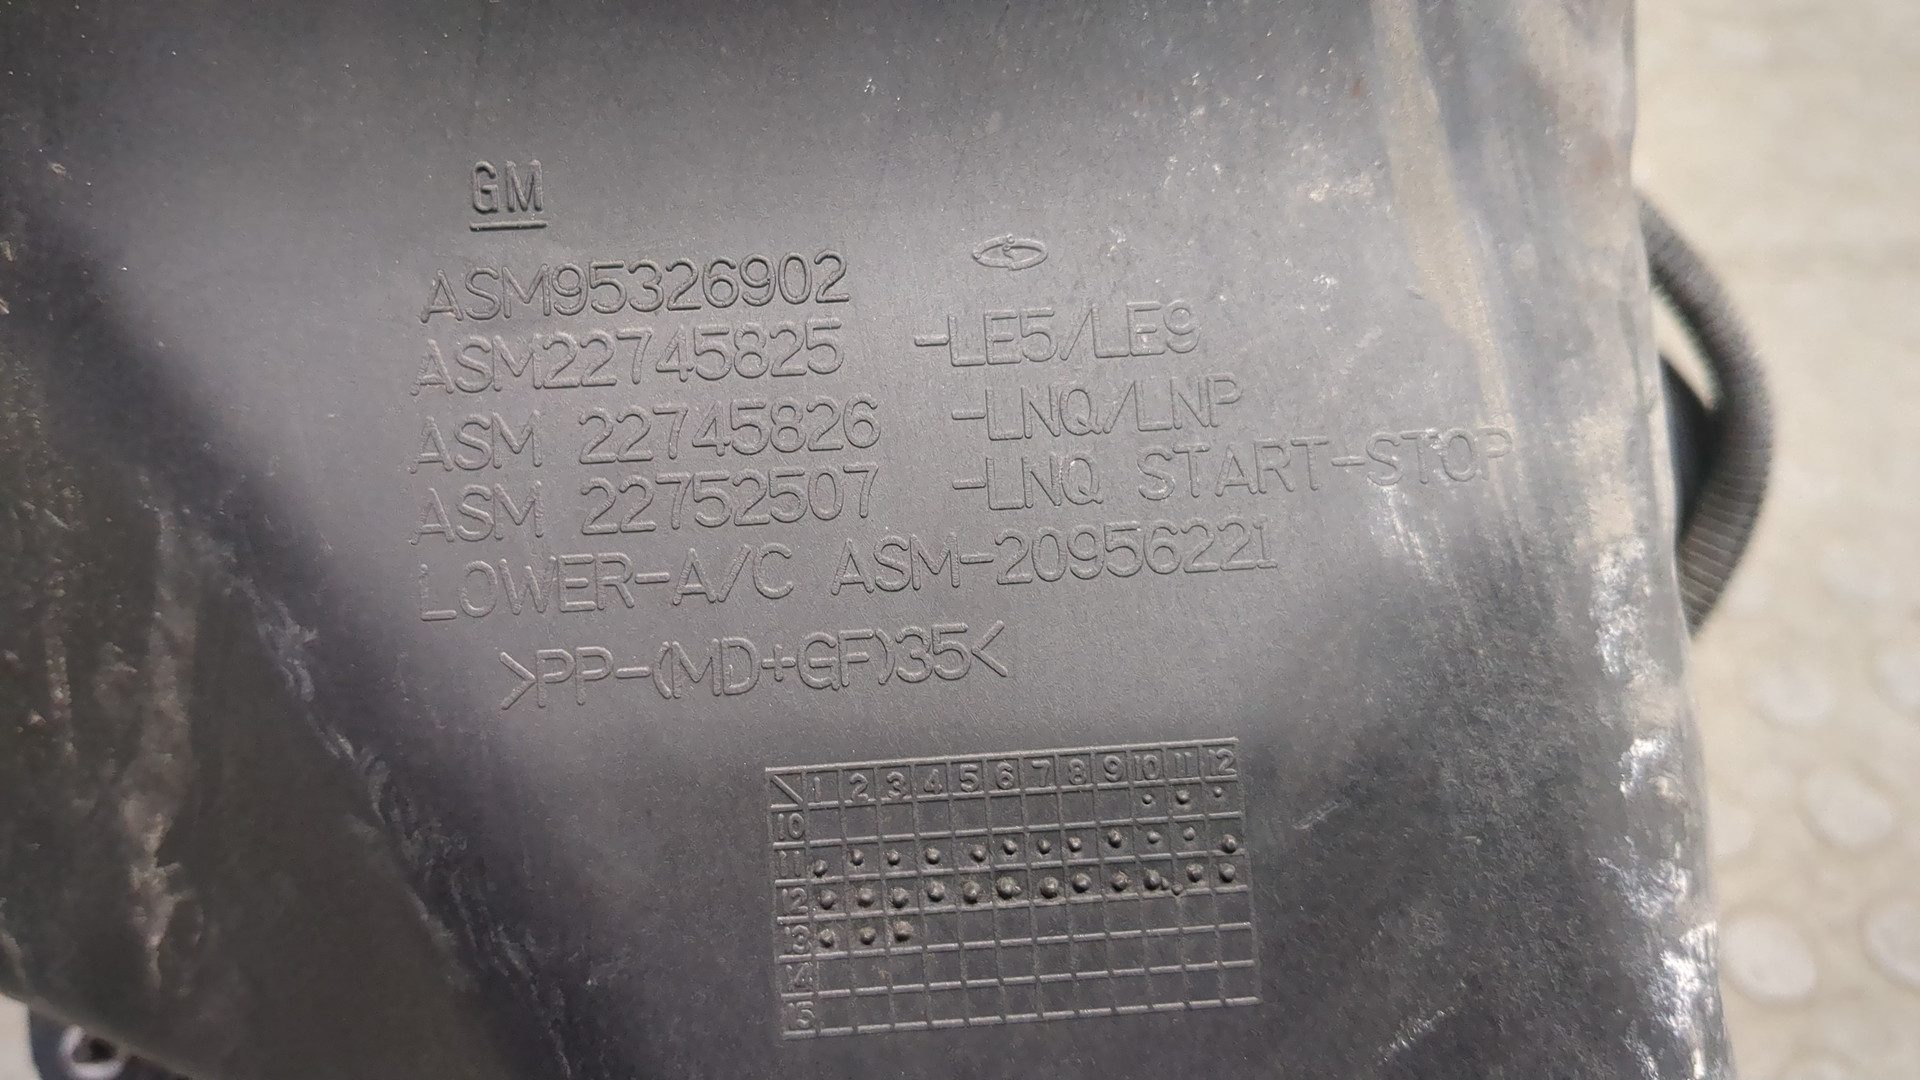 GM
ASM95326902
ASM22745825 -LE5/LE9
ASM 22745826 -LNQ/LNP
ASM 22752507 -LNQ START-STOP
LOWER-A/C ASM-20956221
>PP-(MD+GF)35<
1 2 3 4 5 6 7 8 9 10 11 12
10
11
12
13
14
15